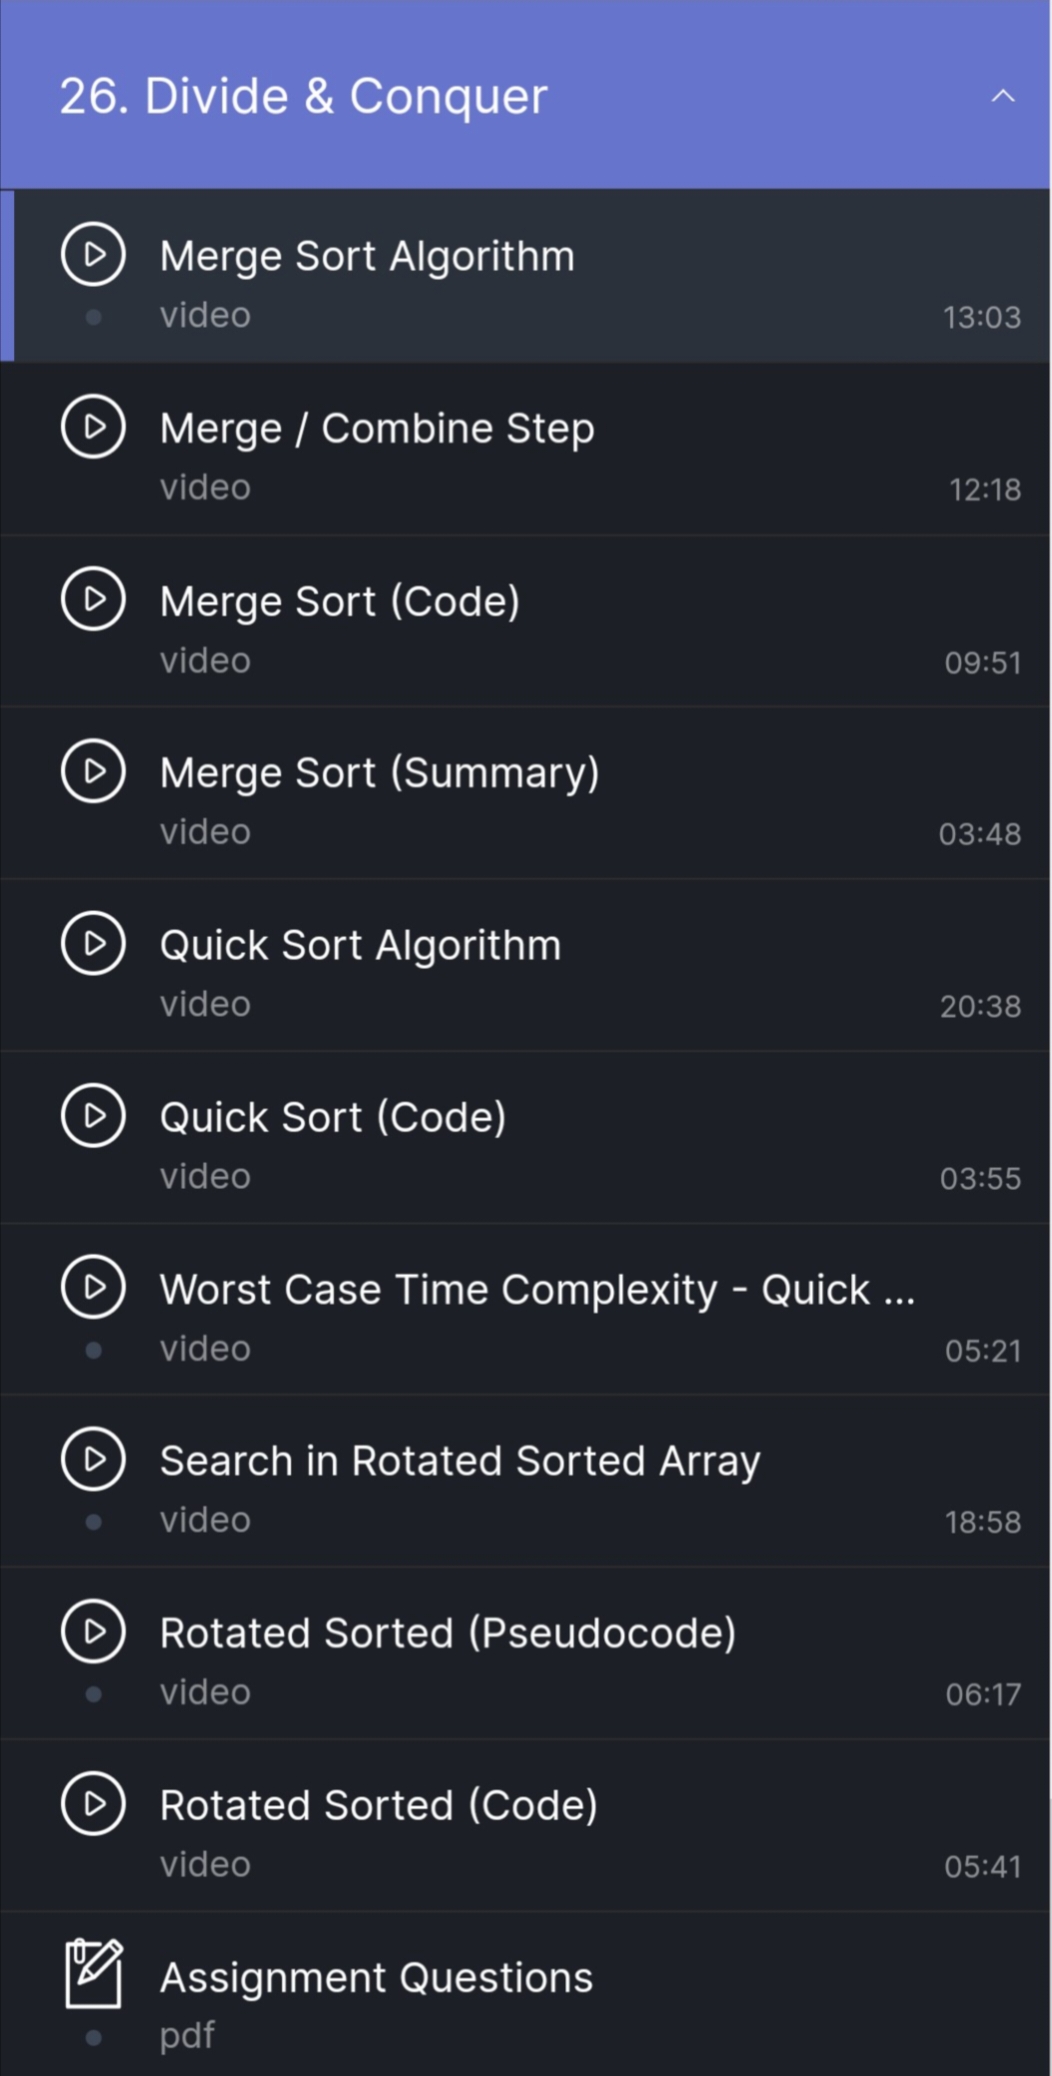 26. Divide & Conquer
Merge Sort Algorithm
video 13:03
Merge / Combine Step
video 12:18
Merge Sort (Code)
video 09:51
Merge Sort (Summary)
video 03:48
Quick Sort Algorithm
video 20:38
Quick Sort (Code)
video 03:55
Worst Case Time Complexity - Quick ...
video 05:21
Search in Rotated Sorted Array
video 18:58
Rotated Sorted (Pseudocode)
video 06:17
Rotated Sorted (Code)
video 05:41
Assignment Questions
pdf